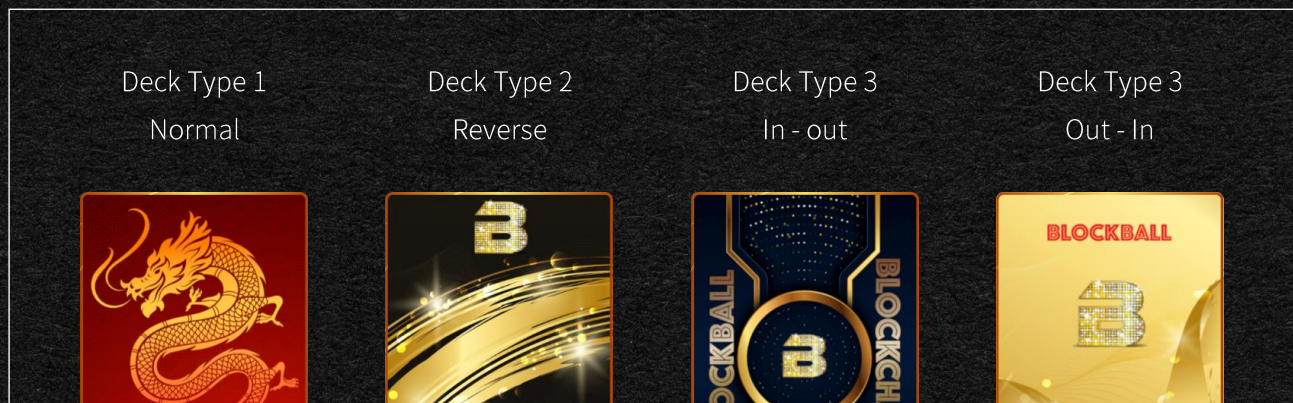 Deck Type 1
Normal
Deck Type 2
Reverse
Deck Type 3
In - out
Deck Type 3
Out - In
B
B
BLOCKBALL
B